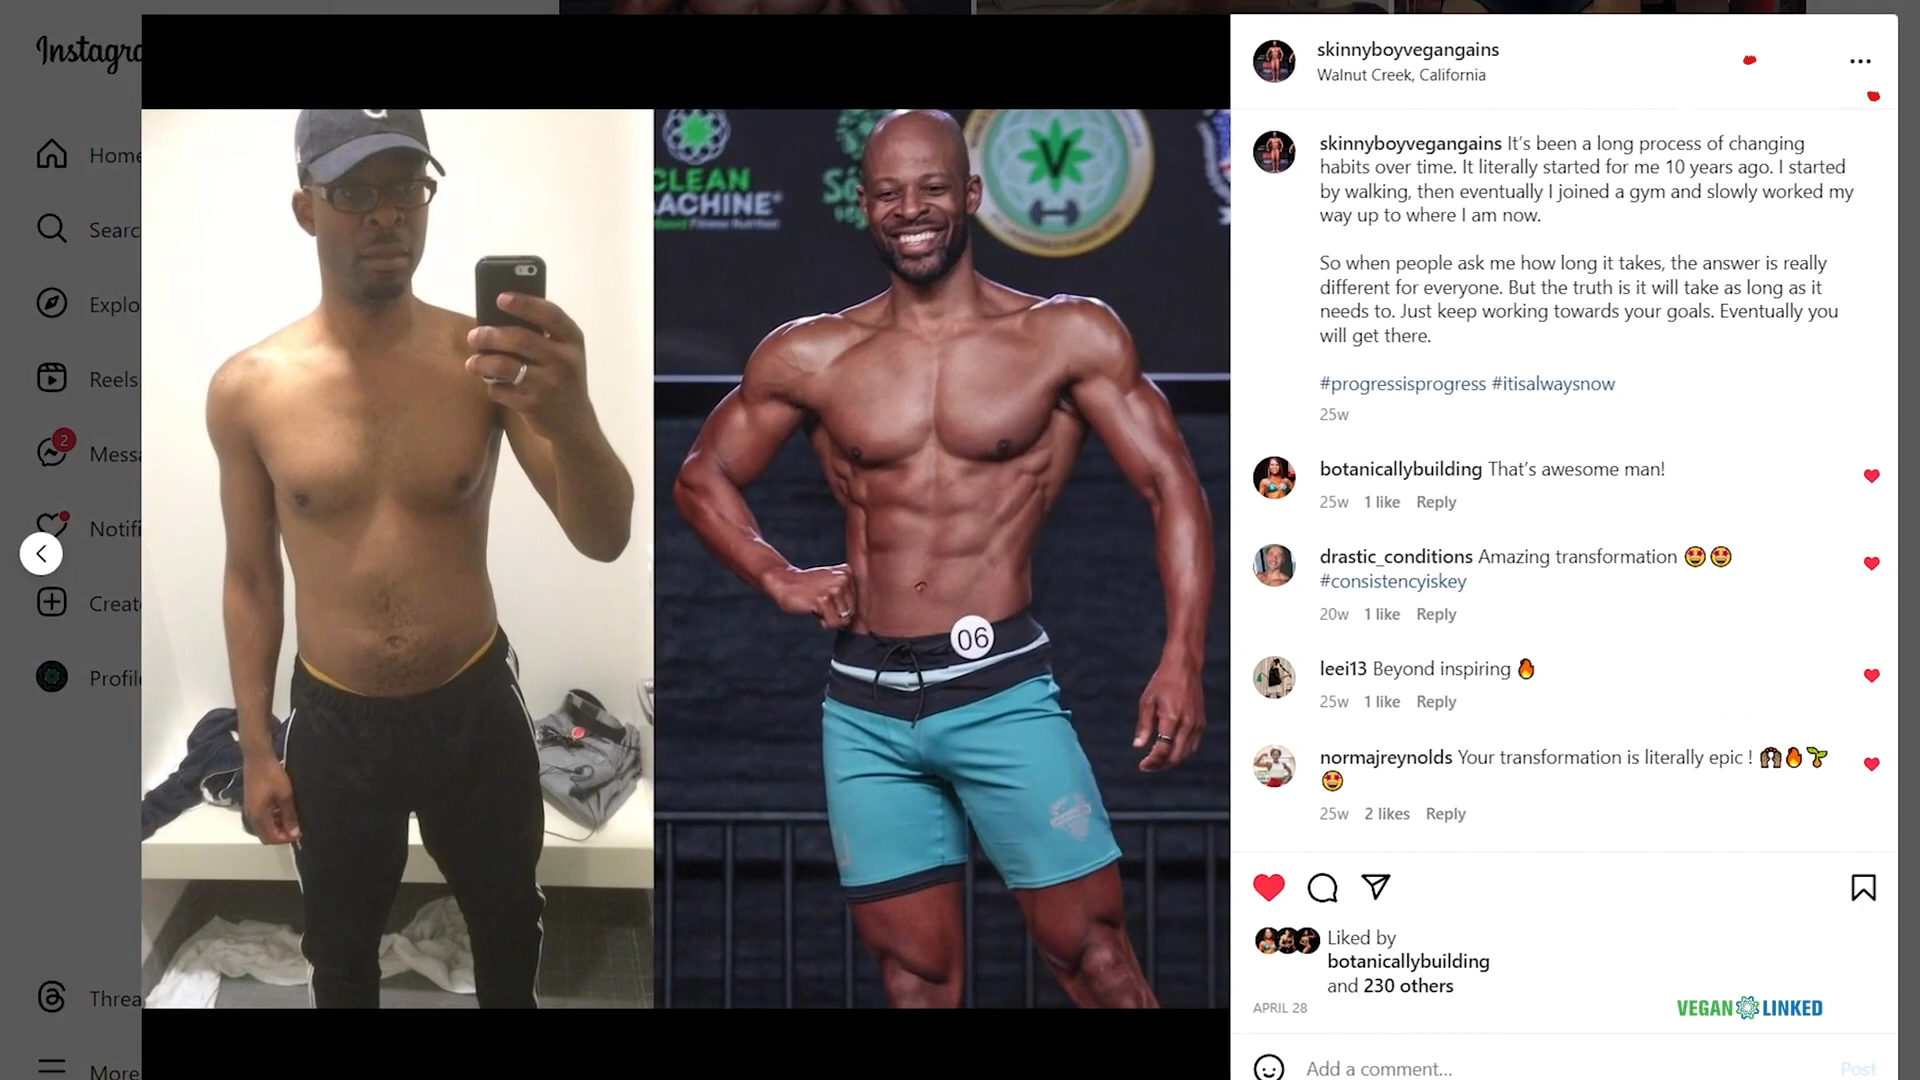 Instagra
Home
Searc
Explo
Reels
2
Mess
Notifi
Creat
Profile
Threa
More
CLEAN
ACHINE®
Fitness Nutrition
V
06
skinnyboyvegangains
Walnut Creek, California
skinnyboyvegangains It's been a long process of changing
habits over time. It literally started for me 10 years ago. I started
by walking, then eventually I joined a gym and slowly worked my
way up to where I am now.
So when people ask me how long it takes, the answer is really
different for everyone. But the truth is it will take as long as it
needs to. Just keep working towards your goals. Eventually you
will get there.
#progressisprogress #itisalwaysnow
25w
botanicallybuilding That's awesome man!
25w 1 like Reply
drastic_conditions Amazing transformation 🤩🤩
#consistencyiskey
20w 1 like Reply
leei13 Beyond inspiring 🔥
25w 1 like Reply
normajreynolds Your transformation is literally epic ! 🙌🏿🔥🌱
🤩
25w 2 likes Reply
Liked by
botanicallybuilding
and 230 others
APRIL 28
VEGAN LINKED
Add a comment...
Post